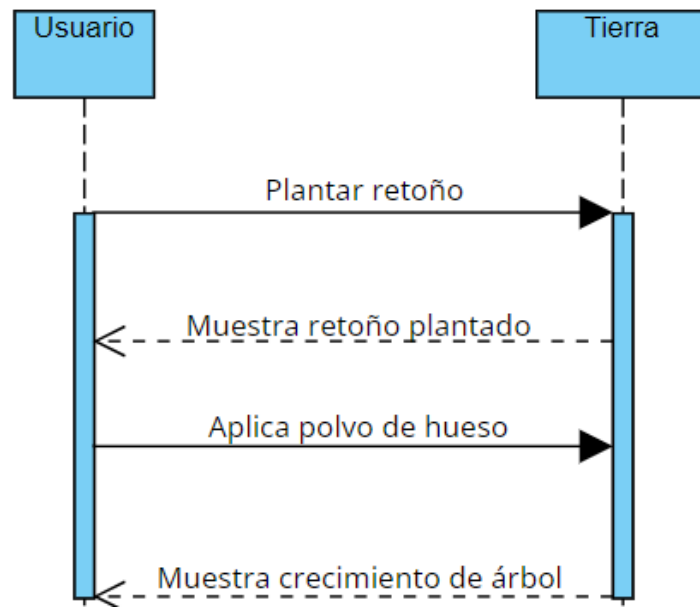 Usuario
Tierra
Plantar retoño
Muestra retoño plantado
Aplica polvo de hueso
Muestra crecimiento de árbol